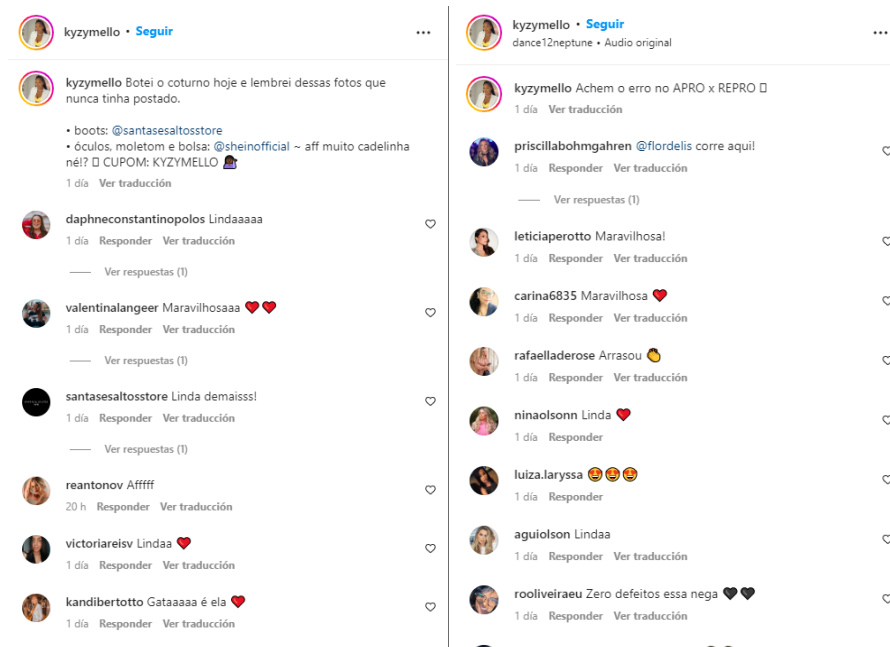 kyzymello • Seguir
kyzymello Botei o coturno hoje e lembrei dessas fotos que
nunca tinha postado.
• boots: @santasesaltosstore
• óculos, moletom e bolsa: @sheinofficial ~ aff muito cadelinha
né!? CUPOM: KYZYMELLO
1 día Ver traducción
daphneconstantinopolos Lindaaaaa
1 día Responder Ver traducción
Ver respuestas (1)
valentinalangeer Maravilhosaaa ❤️❤️
1 día Responder Ver traducción
Ver respuestas (1)
santasesaltosstore Linda demaisss!
1 día Responder Ver traducción
Ver respuestas (1)
reantonov Afffff
20 h Responder Ver traducción
victoriareisv Lindaa ❤️
1 día Responder Ver traducción
kandibertotto Gataaaaa é ela ❤️
1 día Responder Ver traducción
kyzymello • Seguir
dance12neptune • Audio original
kyzymello Achem o erro no APRO x REPRO
1 día Ver traducción
priscillabohmgahren @flordelis corre aqui!
1 día Responder Ver traducción
Ver respuestas (1)
leticiaperotto Maravilhosa!
1 día Responder Ver traducción
carina6835 Maravilhosa ❤️
1 día Responder Ver traducción
rafaelladerose Arrasou 👏
1 día Responder Ver traducción
ninaolsonn Linda ❤️
1 día Responder
luiza.laryssa 😍😍😍
1 día Responder
aguiolson Lindaa
1 día Responder Ver traducción
rooliveiraeu Zero defeitos essa nega 🖤🖤
1 día Responder Ver traducción